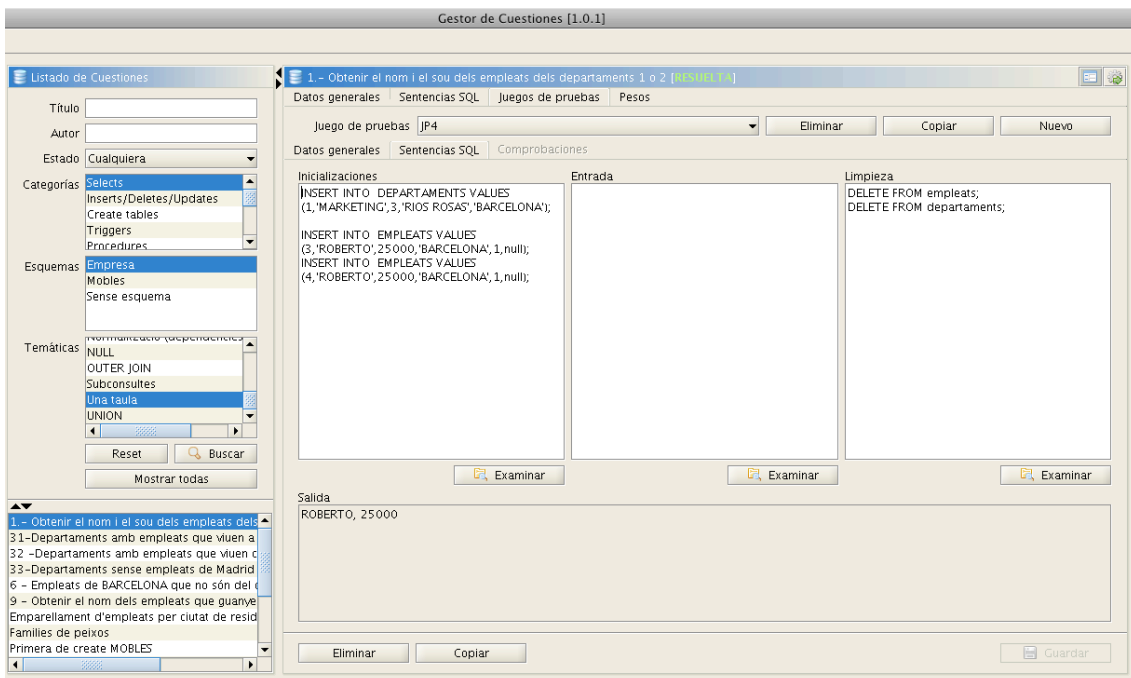 Gestor de Cuestiones [1.0.1]
Listado de Cuestiones
Título
Autor
Estado Cualquiera
Categorías Selects
Inserts/Deletes/Updates
Create tables
Triggers
Procedures
Esquemas Empresa
Mobles
Sense esquema
Temáticas Normalització (dependències
NULL
OUTER JOIN
Subconsultes
Una taula
UNION
Reset Buscar
Mostrar todas
1.- Obtenir el nom i el sou dels empleats dels
31-Departaments amb empleats que viuen a
32 -Departaments amb empleats que viuen
33-Departaments sense empleats de Madrid
6 - Empleats de BARCELONA que no són del
9 - Obtenir el nom dels empleats que guanye
Emparellament d'empleats per ciutat de resid
Families de peixos
Primera de create MOBLES
1.- Obtenir el nom i el sou dels empleats dels departaments 1 o 2 [RESUELTA]
Datos generales Sentencias SQL Juegos de pruebas Pesos
Juego de pruebas JP4 Eliminar Copiar Nuevo
Datos generales Sentencias SQL Comprobaciones
Inicializaciones
INSERT INTO DEPARTAMENTS VALUES
(1,'MARKETING',3,'RIOS ROSAS','BARCELONA');
INSERT INTO EMPLEATS VALUES
(3,'ROBERTO',25000,'BARCELONA',1,null);
INSERT INTO EMPLEATS VALUES
(4,'ROBERTO',25000,'BARCELONA',1,null);
Examinar
Entrada
Examinar
Limpieza
DELETE FROM empleats;
DELETE FROM departaments;
Examinar
Salida
ROBERTO, 25000
Eliminar Copiar Guardar